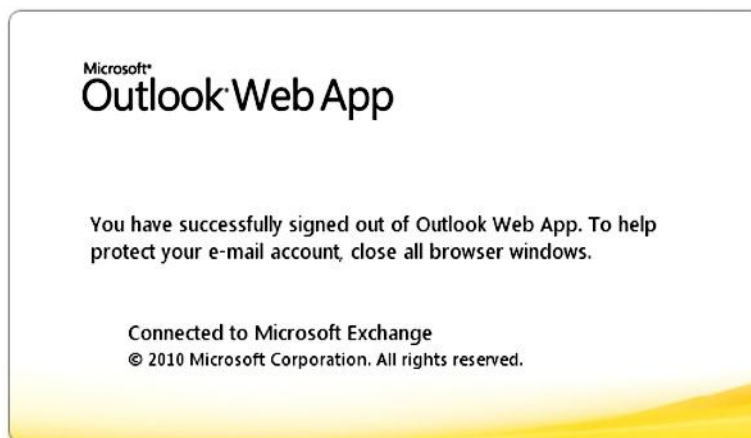 Microsoft®
Outlook® Web App
You have successfully signed out of Outlook Web App. To help
protect your e-mail account, close all browser windows.
Connected to Microsoft Exchange
© 2010 Microsoft Corporation. All rights reserved.